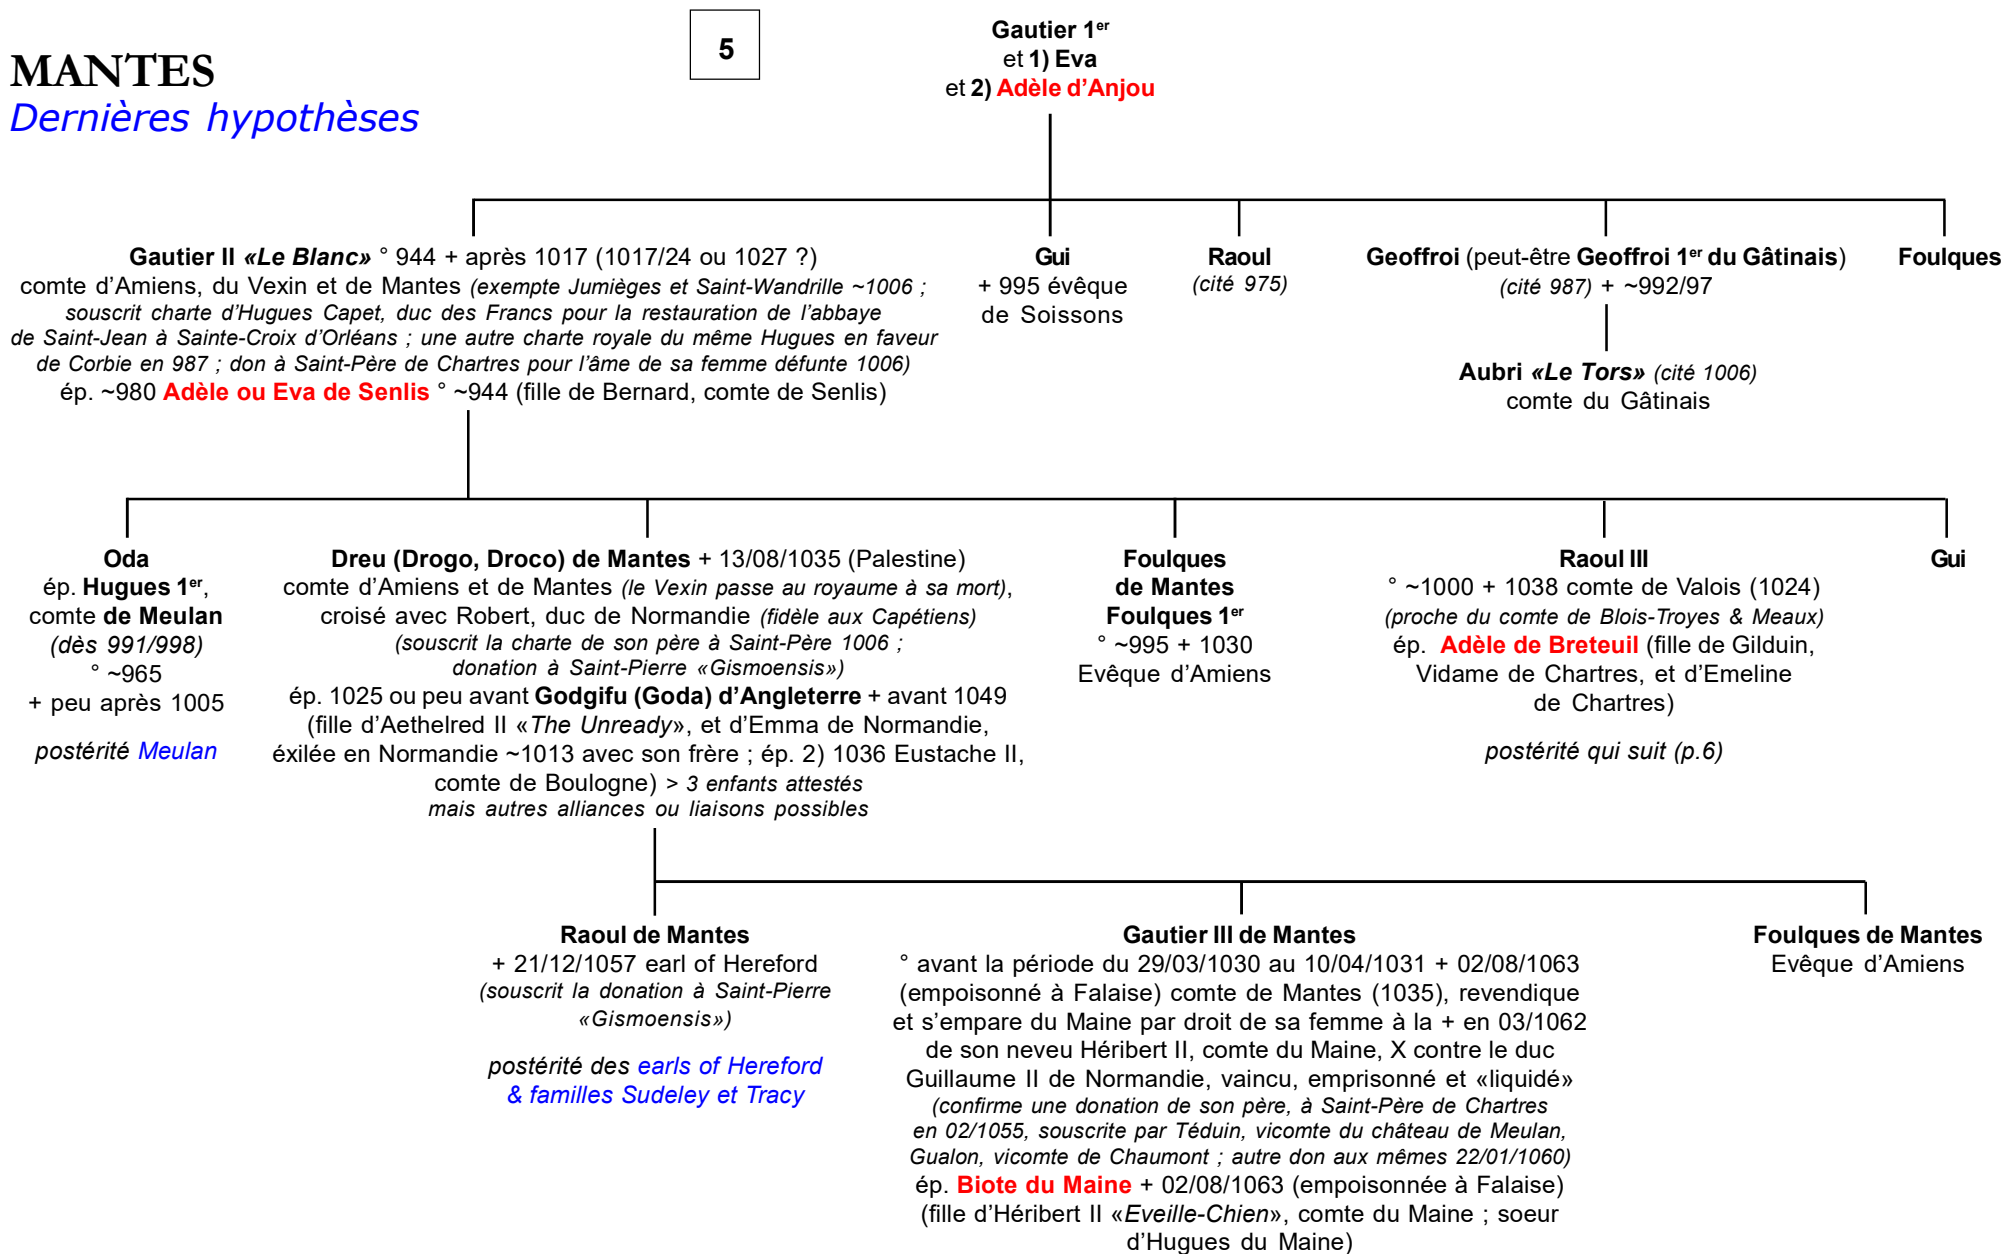 MANTES
Dernières hypothèses
5
Gautier 1er
et 1) Eva
et 2) Adèle d'Anjou
Gautier II «Le Blanc» ° 944 + après 1017 (1017/24 ou 1027 ?)
comte d'Amiens, du Vexin et de Mantes (exempte Jumièges et Saint-Wandrille ~1006 ;
souscrit charte d'Hugues Capet, duc des Francs pour la restauration de l'abbaye
de Saint-Jean à Sainte-Croix d'Orléans ; une autre charte royale du même Hugues en faveur
de Corbie en 987 ; don à Saint-Père de Chartres pour l'âme de sa femme défunte 1006)
ép. ~980 Adèle ou Eva de Senlis ° ~944 (fille de Bernard, comte de Senlis)
Gui
+ 995 évêque
de Soissons
Raoul
(cité 975)
Geoffroi (peut-être Geoffroi 1er du Gâtinais)
(cité 987) + ~992/97
Aubri «Le Tors» (cité 1006)
comte du Gâtinais
Foulques
Oda
ép. Hugues 1er,
comte de Meulan
(dès 991/998)
° ~965
+ peu après 1005
postérité Meulan
Dreu (Drogo, Droco) de Mantes + 13/08/1035 (Palestine)
comte d'Amiens et de Mantes (le Vexin passe au royaume à sa mort),
croisé avec Robert, duc de Normandie (fidèle aux Capétiens)
(souscrit la charte de son père à Saint-Père 1006 ;
donation à Saint-Pierre «Gismoensis»)
ép. 1025 ou peu avant Godgifu (Goda) d'Angleterre + avant 1049
(fille d'Aethelred II «The Unready», et d'Emma de Normandie,
éxilée en Normandie ~1013 avec son frère ; ép. 2) 1036 Eustache II,
comte de Boulogne) > 3 enfants attestés
mais autres alliances ou liaisons possibles
Foulques
de Mantes
Foulques 1er
° ~995 + 1030
Evêque d'Amiens
Raoul III
° ~1000 + 1038 comte de Valois (1024)
(proche du comte de Blois-Troyes & Meaux)
ép. Adèle de Breteuil (fille de Gilduin,
Vidame de Chartres, et d'Emeline
de Chartres)
postérité qui suit (p.6)
Gui
Raoul de Mantes
+ 21/12/1057 earl of Hereford
(souscrit la donation à Saint-Pierre
«Gismoensis»)
postérité des earls of Hereford
& familles Sudeley et Tracy
Gautier III de Mantes
° avant la période du 29/03/1030 au 10/04/1031 + 02/08/1063
(empoisonné à Falaise) comte de Mantes (1035), revendique
et s'empare du Maine par droit de sa femme à la + en 03/1062
de son neveu Héribert II, comte du Maine, X contre le duc
Guillaume II de Normandie, vaincu, emprisonné et «liquidé»
(confirme une donation de son père, à Saint-Père de Chartres
en 02/1055, souscrite par Téduin, vicomte du château de Meulan,
Gualon, vicomte de Chaumont ; autre don aux mêmes 22/01/1060)
ép. Biote du Maine + 02/08/1063 (empoisonnée à Falaise)
(fille d'Héribert II «Eveille-Chien», comte du Maine ; soeur
d'Hugues du Maine)
Foulques de Mantes
Evêque d'Amiens